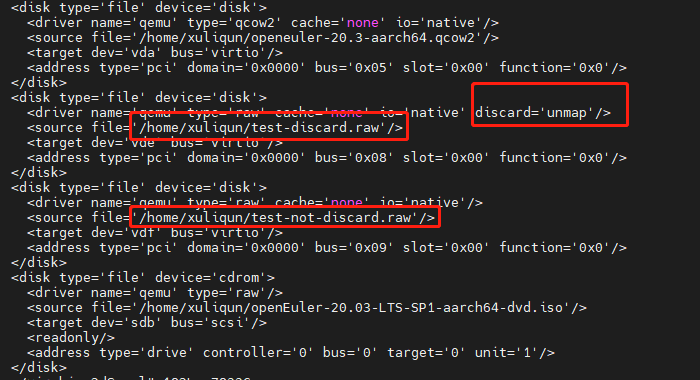 <disk type='file' device='disk'>
<driver name='qemu' type='qcow2' cache='none' io='native'/>
<source file='/home/xuliqun/openeuler-20.3-aarch64.qcow2'/>
<target dev='vda' bus='virtio'/>
<address type='pci' domain='0x0000' bus='0x05' slot='0x00' function='0x0'/>
</disk>
<disk type='file' device='disk'>
<driver name='qemu' type='raw' cache='none' io='native' discard='unmap'/>
<source file='/home/xuliqun/test-discard.raw'/>
<target dev='vde' bus='virtio'/>
<address type='pci' domain='0x0000' bus='0x08' slot='0x00' function='0x0'/>
</disk>
<disk type='file' device='disk'>
<driver name='qemu' type='raw' cache='none' io='native'/>
<source file='/home/xuliqun/test-not-discard.raw'/>
<target dev='vdf' bus='virtio'/>
<address type='pci' domain='0x0000' bus='0x09' slot='0x00' function='0x0'/>
</disk>
<disk type='file' device='cdrom'>
<driver name='qemu' type='raw'/>
<source file='/home/xuliqun/openEuler-20.03-LTS-SP1-aarch64-dvd.iso'/>
<target dev='sdb' bus='scsi'/>
<readonly/>
<address type='drive' controller='0' bus='0' target='0' unit='1'/>
</disk>